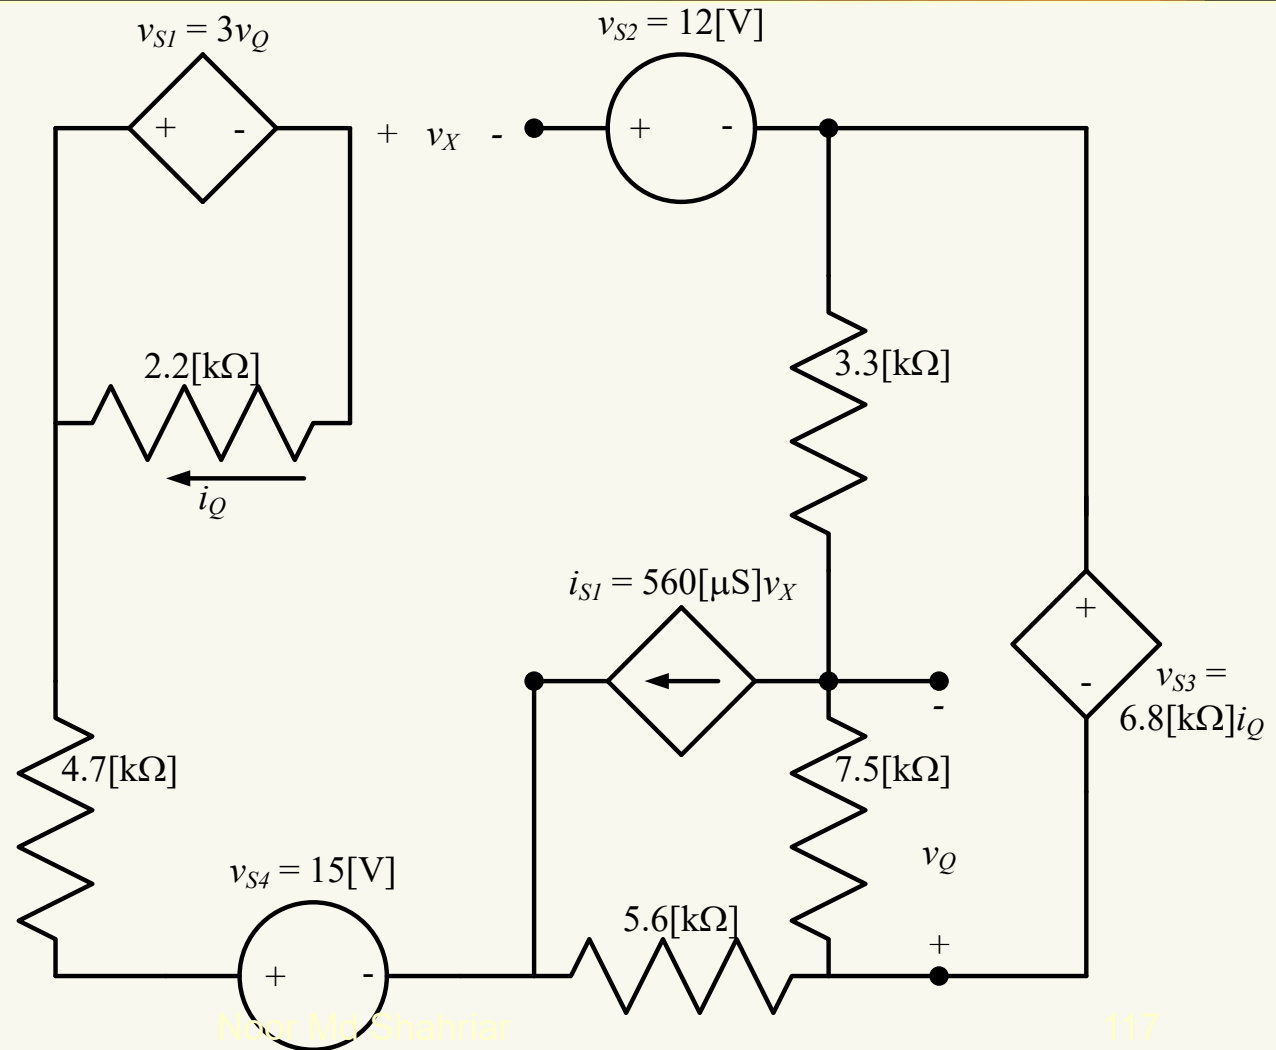 vS1 = 3vQ
vS2 = 12[V]
+ -
+ vX -
+ -
2.2[kΩ]
iQ
3.3[kΩ]
iS1 = 560[μS]vX
+
-
vS3 =
6.8[kΩ]iQ
-
4.7[kΩ]
7.5[kΩ]
vQ
vS4 = 15[V]
5.6[kΩ]
+
+ -
Noor Md Shahriar
117